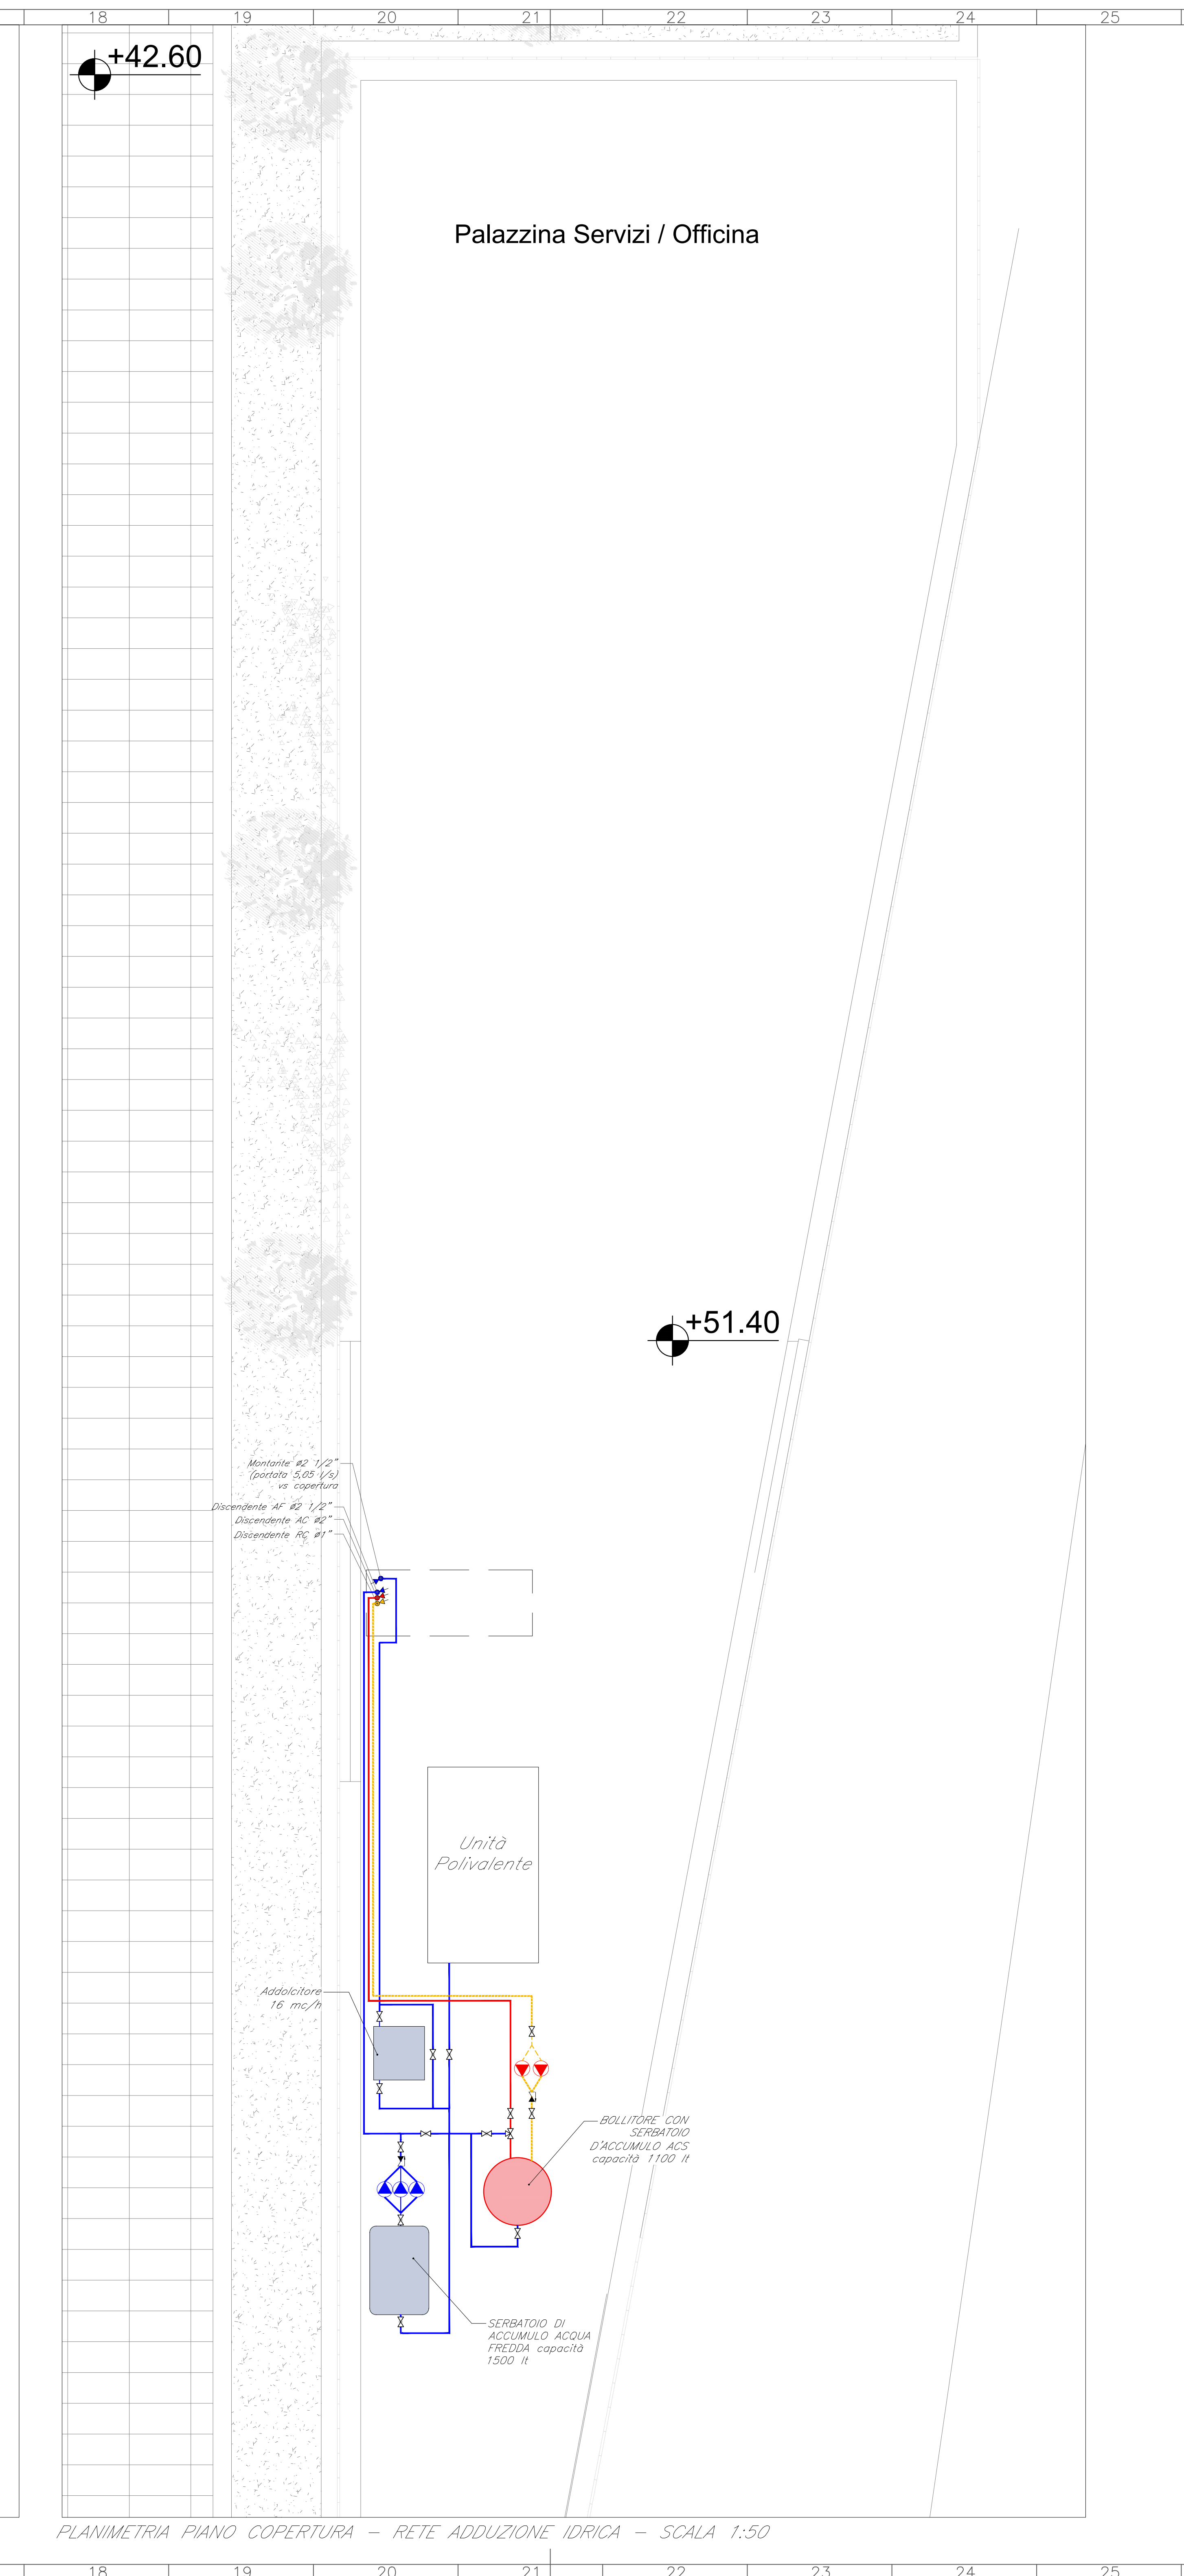 18 19 20 21 22 23 24 25
+42.60
Palazzina Servizi / Officina
+51.40
Montante ø2 1/2"
(portata 5,05 l/s)
vs copertura
Discendente AF ø2 1/2"
Discendente AC ø2"
Discendente RC ø1"
Unità
Polivalente
Addolcitore
16 mc/h
BOLLITORE CON
SERBATOIO
D'ACCUMULO ACS
capacità 1100 lt
SERBATOIO DI
ACCUMULO ACQUA
FREDDA capacità
1500 lt
PLANIMETRIA PIANO COPERTURA – RETE ADDUZIONE IDRICA – SCALA 1:50
18 19 20 21 22 23 24 25